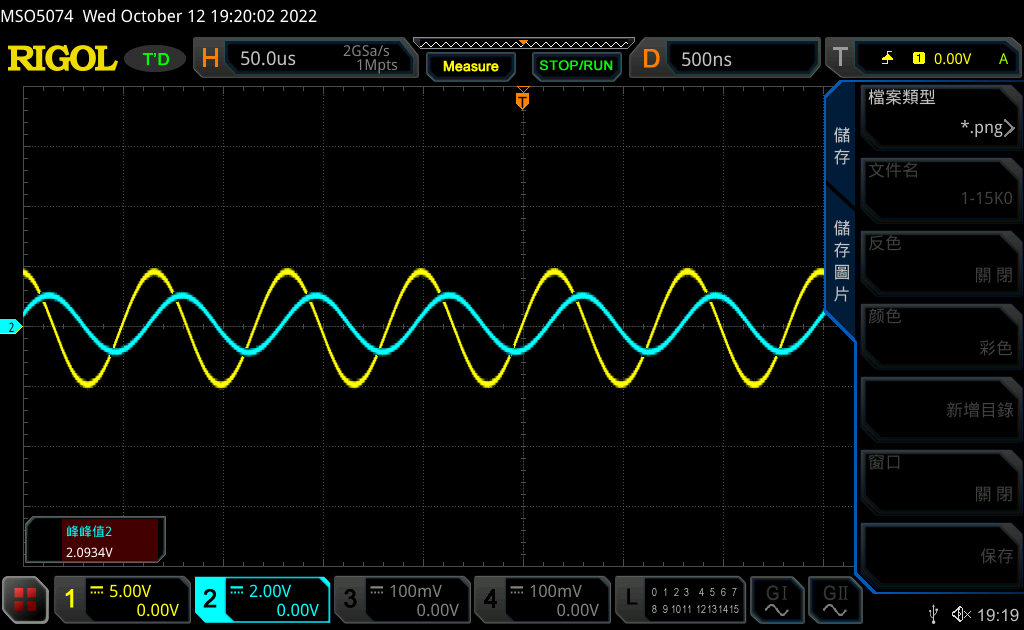 MSO5074 Wed October 12 19:20:02 2022
RIGOL
T'D
H
50.0us
2GSa/s
1Mpts
Measure
STOP/RUN
D
500ns
T
1
0.00V
A
T
儲存
儲存圖片
檔案類型
*.png
文件名
1-15K0
反色
關 閉
颜色
彩色
新增目錄
窗口
關 閉
保存
2
峰峰值2
2.0934V
1
5.00V
0.00V
2
2.00V
0.00V
3
100mV
0.00V
4
100mV
0.00V
L
0 1 2 3 4 5 6 7
8 9 10 11 12 13 14 15
GI
GII
19:19